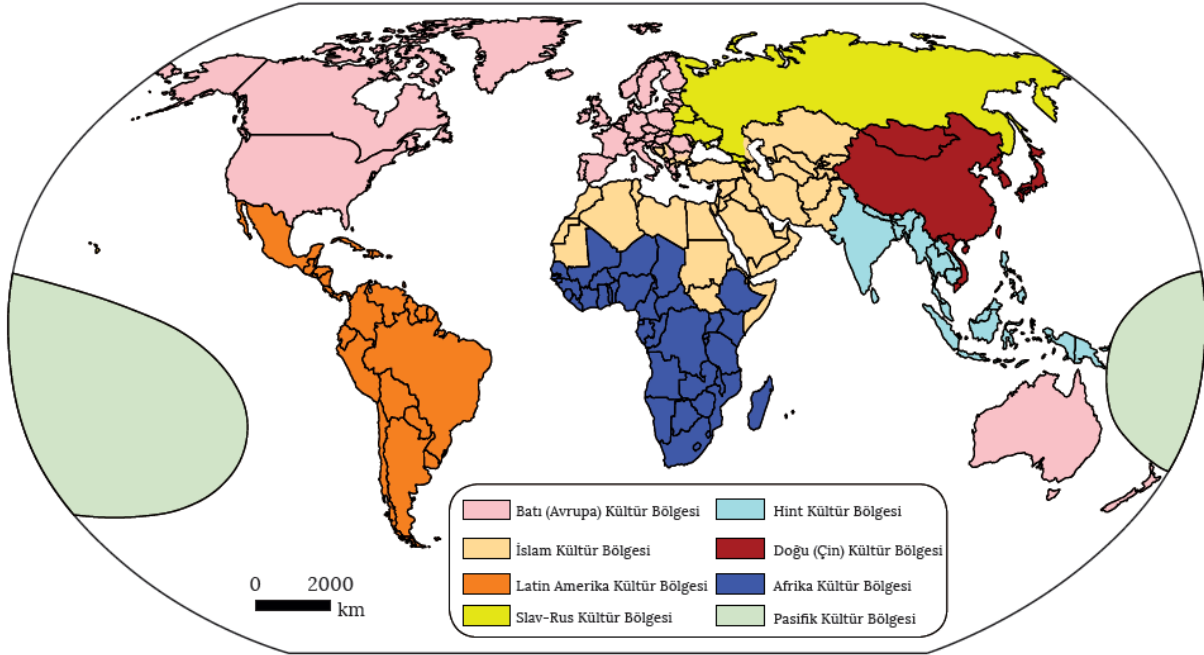 Batı (Avrupa) Kültür Bölgesi
Hint Kültür Bölgesi
İslam Kültür Bölgesi
Doğu (Çin) Kültür Bölgesi
0 2000
km
Latin Amerika Kültür Bölgesi
Afrika Kültür Bölgesi
Slav-Rus Kültür Bölgesi
Pasifik Kültür Bölgesi